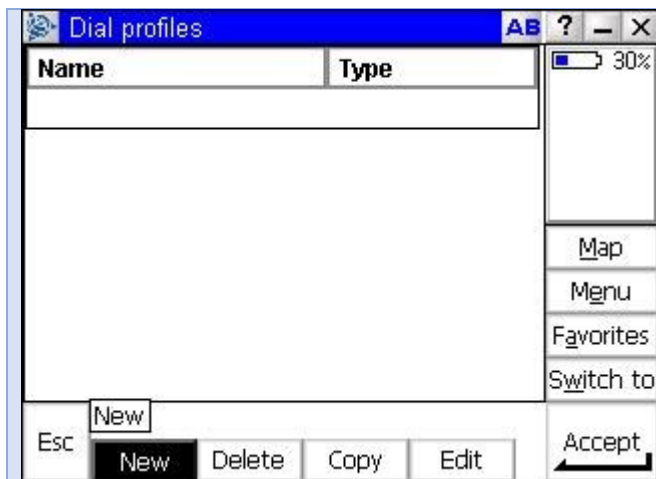 Dial profiles AB ? – X
Name Type
30%
Map
Menu
Favorites
Switch to
New
Esc New Delete Copy Edit Accept